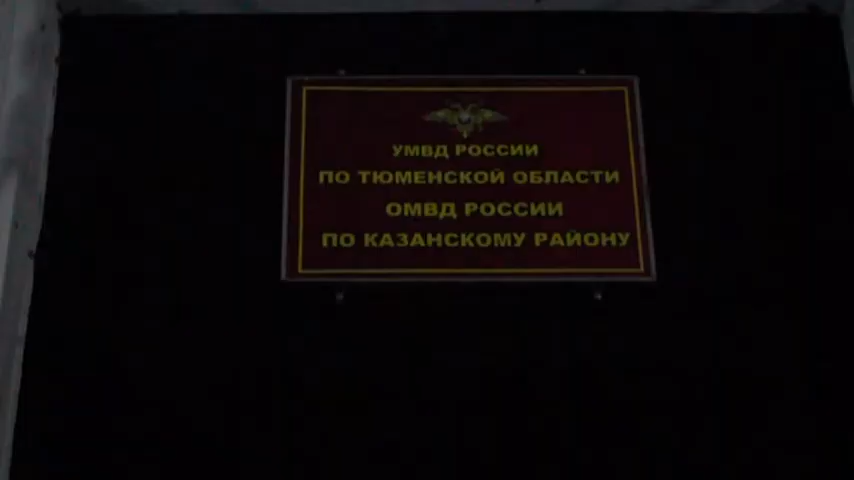 УМВД РОССИИ
ПО ТЮМЕНСКОЙ ОБЛАСТИ
ОМВД РОССИИ
ПО КАЗАНСКОМУ РАЙОНУ